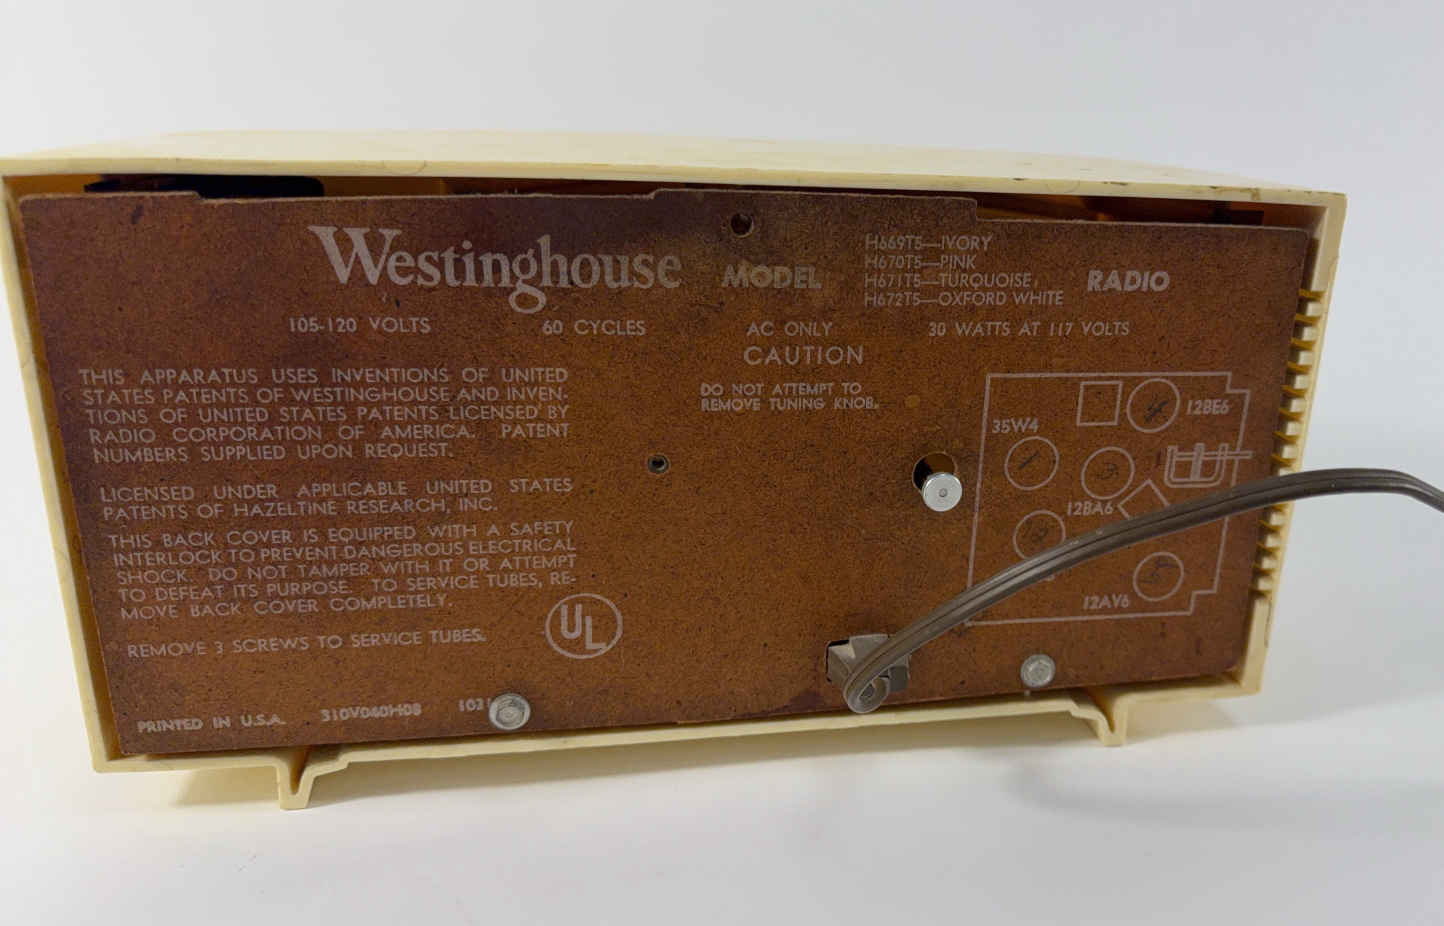 Westinghouse MODEL RADIO
H669T5—IVORY
H670T5—PINK
H671T5—TURQUOISE
H672T5—OXFORD WHITE
105-120 VOLTS 60 CYCLES AC ONLY 30 WATTS AT 117 VOLTS
CAUTION
DO NOT ATTEMPT TO
REMOVE TUNING KNOB.
THIS APPARATUS USES INVENTIONS OF UNITED
STATES PATENTS OF WESTINGHOUSE AND INVEN-
TIONS OF UNITED STATES PATENTS LICENSED BY
RADIO CORPORATION OF AMERICA. PATENT
NUMBERS SUPPLIED UPON REQUEST.
LICENSED UNDER APPLICABLE UNITED STATES
PATENTS OF HAZELTINE RESEARCH, INC.
THIS BACK COVER IS EQUIPPED WITH A SAFETY
INTERLOCK TO PREVENT DANGEROUS ELECTRICAL
SHOCK. DO NOT TAMPER WITH IT OR ATTEMPT
TO DEFEAT ITS PURPOSE. TO SERVICE TUBES, RE-
MOVE BACK COVER COMPLETELY.
REMOVE 3 SCREWS TO SERVICE TUBES.
UL
PRINTED IN U.S.A. 310V040H08
4 12BE6
35W4
1 3
12BA6
2
5
12AV6